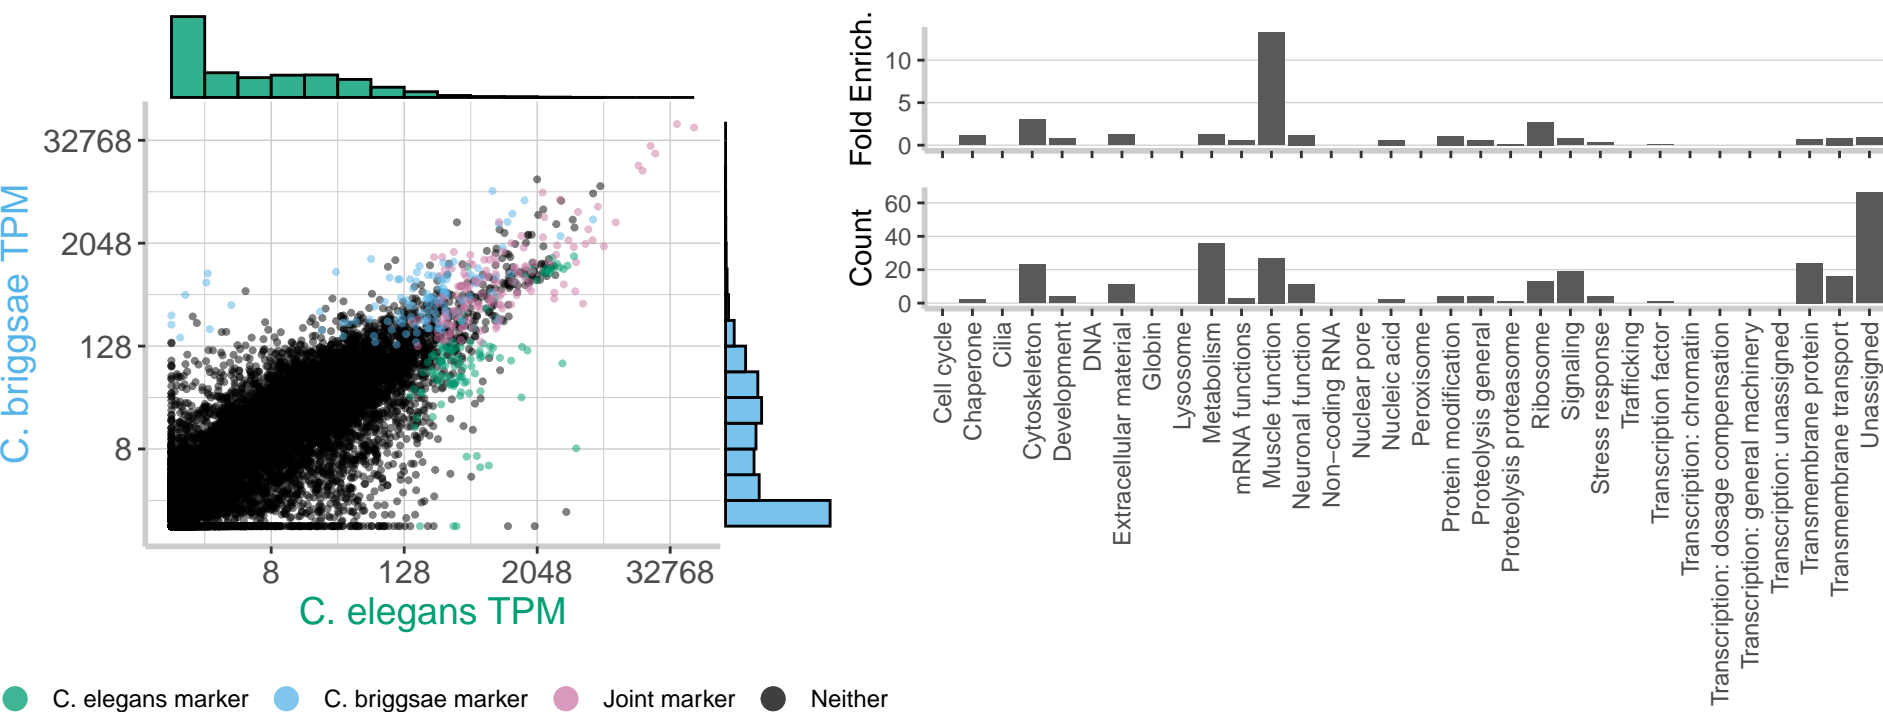 32768
2048
128
8
C. briggsae TPM
8
128
2048
32768
C. elegans TPM
C. elegans marker
C. briggsae marker
Joint marker
Neither
Fold Enrich.
10
5
0
Count
60
40
20
0
Cell cycle
Chaperone
Cilia
Cytoskeleton
Development
DNA
Extracellular material
Globin
Lysosome
Metabolism
mRNA functions
Muscle function
Neuronal function
Non−coding RNA
Nuclear pore
Nucleic acid
Peroxisome
Protein modification
Proteolysis general
Proteolysis proteasome
Ribosome
Signaling
Stress response
Trafficking
Transcription factor
Transcription: chromatin
Transcription: dosage compensation
Transcription: general machinery
Transcription: unassigned
Transmembrane protein
Transmembrane transport
Unassigned